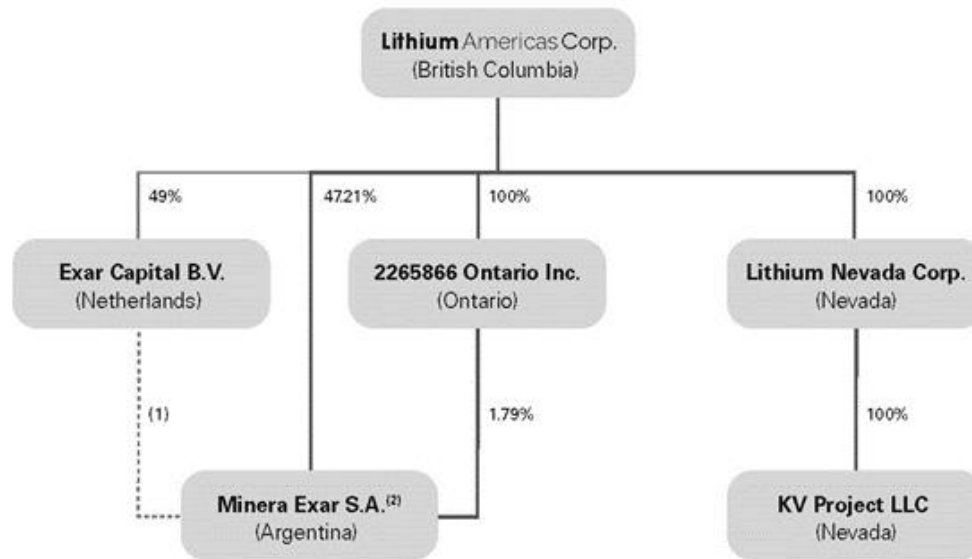 Lithium Americas Corp.
(British Columbia)
49%
47.21%
100%
100%
Exar Capital B.V.
(Netherlands)
2265866 Ontario Inc.
(Ontario)
Lithium Nevada Corp.
(Nevada)
(1)
1.79%
100%
Minera Exar S.A.(2)
(Argentina)
KV Project LLC
(Nevada)